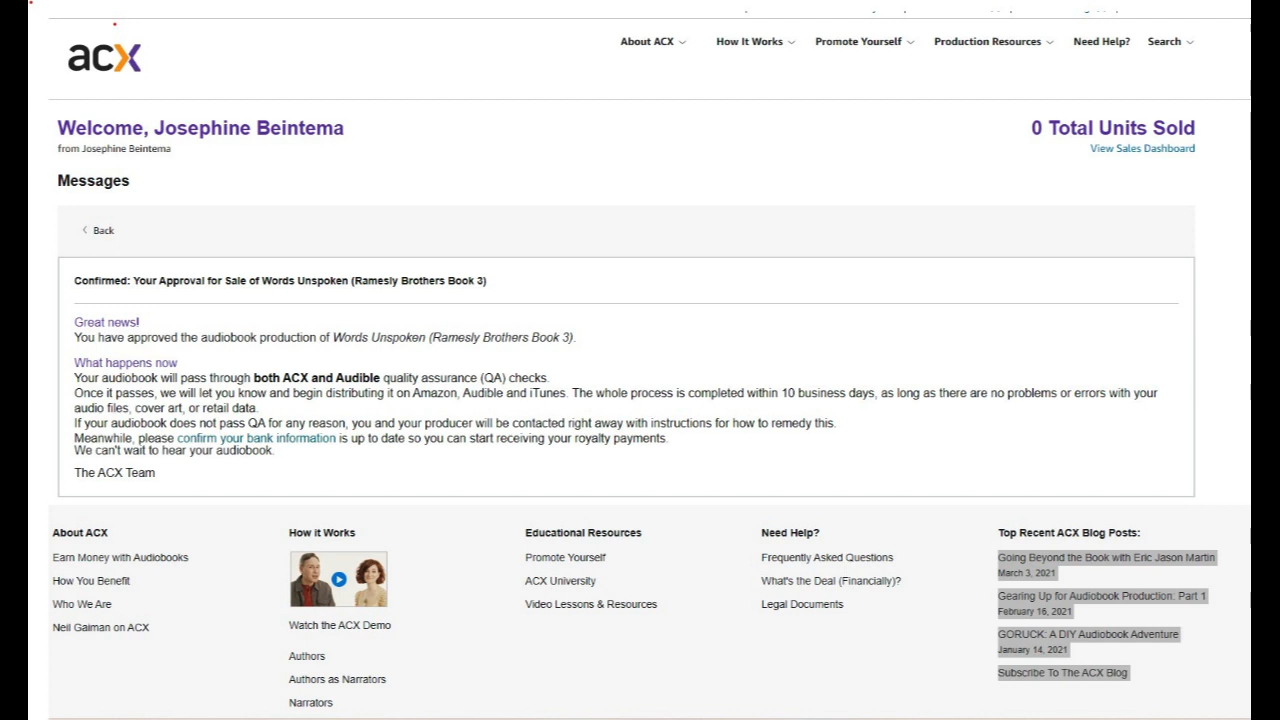 acx
About ACX
How It Works
Promote Yourself
Production Resources
Need Help?
Search
Welcome, Josephine Beintema
from Josephine Beintema
0 Total Units Sold
View Sales Dashboard
Messages
Back
Confirmed: Your Approval for Sale of Words Unspoken (Ramesly Brothers Book 3)
Great news!
You have approved the audiobook production of Words Unspoken (Ramesly Brothers Book 3).
What happens now
Your audiobook will pass through both ACX and Audible quality assurance (QA) checks.
Once it passes, we will let you know and begin distributing it on Amazon, Audible and iTunes. The whole process is completed within 10 business days, as long as there are no problems or errors with your
audio files, cover art, or retail data.
If your audiobook does not pass QA for any reason, you and your producer will be contacted right away with instructions for how to remedy this.
Meanwhile, please confirm your bank information is up to date so you can start receiving your royalty payments.
We can't wait to hear your audiobook.
The ACX Team
About ACX
Earn Money with Audiobooks
How You Benefit
Who We Are
Neil Gaiman on ACX
How it Works
Watch the ACX Demo
Authors
Authors as Narrators
Narrators
Educational Resources
Promote Yourself
ACX University
Video Lessons & Resources
Need Help?
Frequently Asked Questions
What's the Deal (Financially)?
Legal Documents
Top Recent ACX Blog Posts:
Going Beyond the Book with Eric Jason Martin
March 3, 2021
Gearing Up for Audiobook Production: Part 1
February 16, 2021
GORUCK: A DIY Audiobook Adventure
January 14, 2021
Subscribe To The ACX Blog